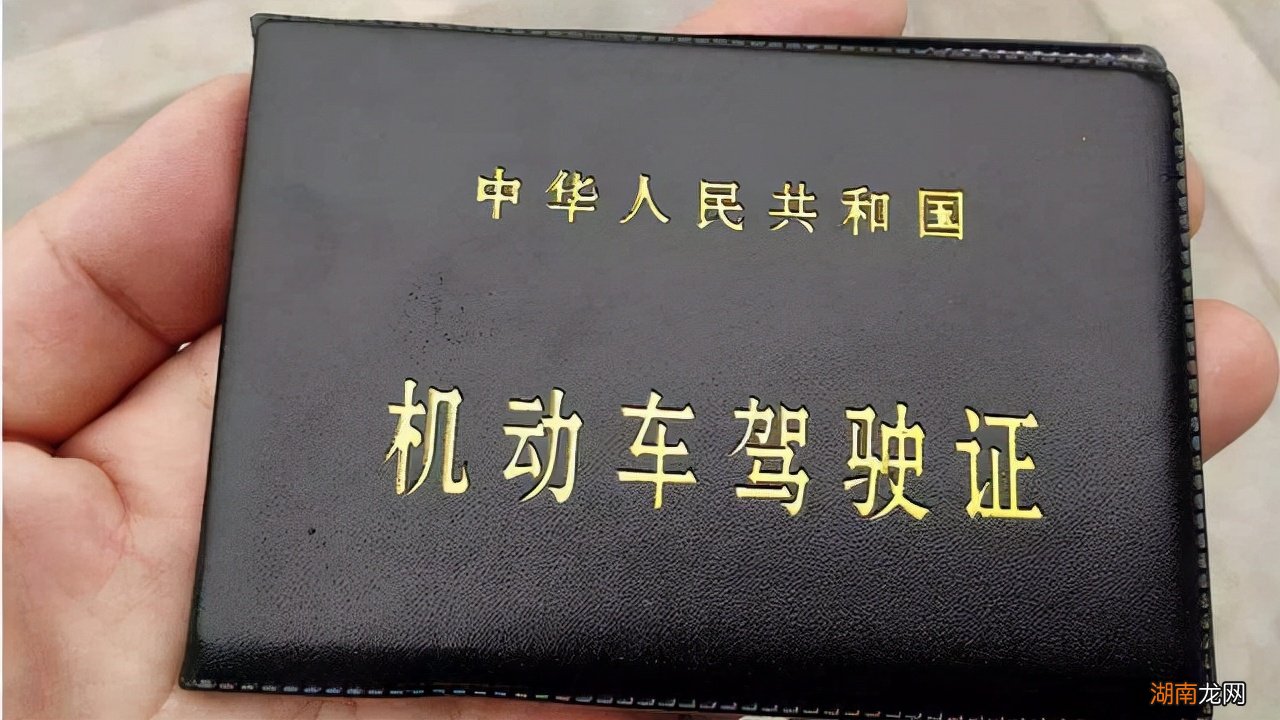 中华人民共和国
机动车驾驶证
湖南龙网